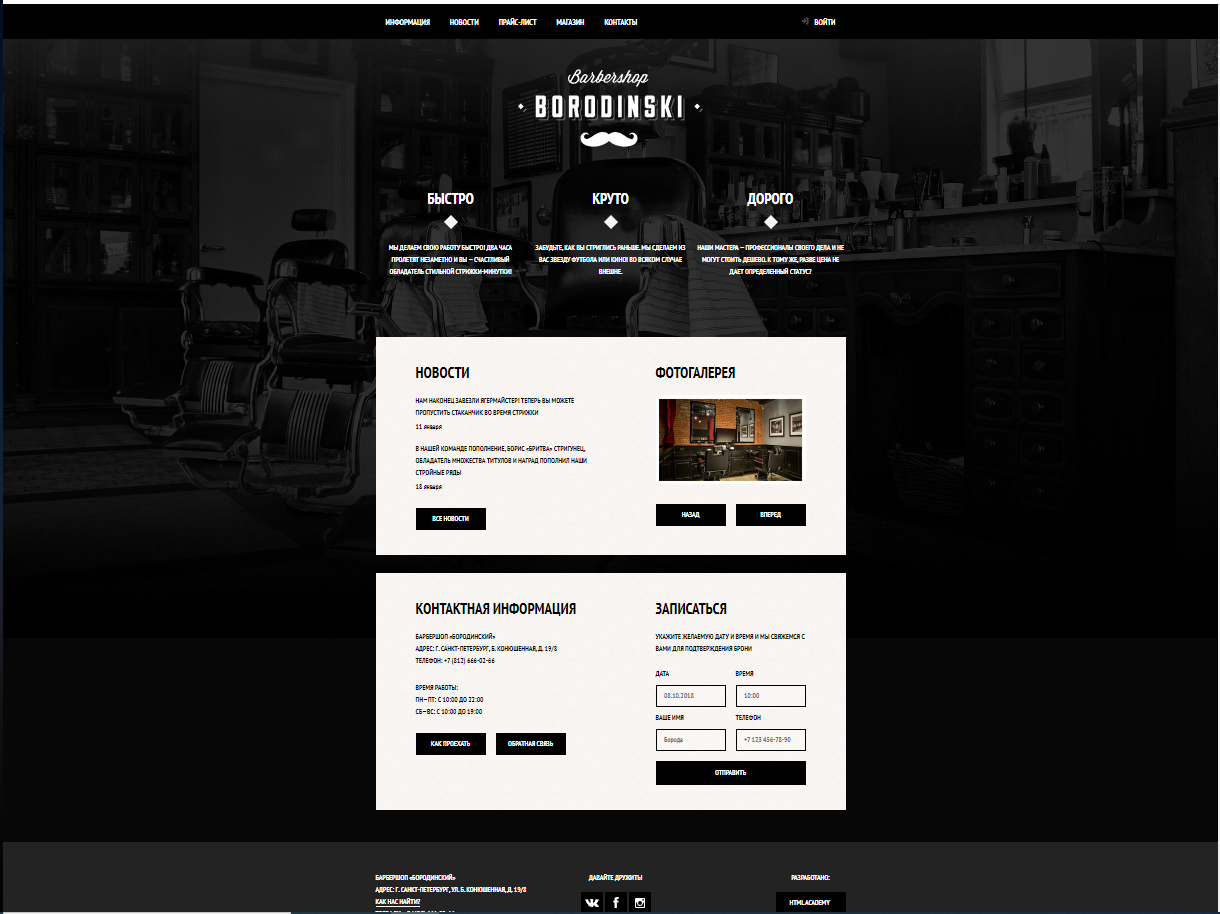 ИНФОРМАЦИЯ НОВОСТИ ПРАЙС-ЛИСТ МАГАЗИН КОНТАКТЫ ВОЙТИ
Barbershop
BORODINSKI
БЫСТРО
МЫ ДЕЛАЕМ СВОЮ РАБОТУ БЫСТРО! ДВА ЧАСА
ПРОЛЕТЯТ НЕЗАМЕТНО И ВЫ — СЧАСТЛИВЫЙ
ОБЛАДАТЕЛЬ СТИЛЬНОЙ СТРИЖКИ-МИНУТКИ!
КРУТО
ЗАБУДЬТЕ, КАК ВЫ СТРИГЛИСЬ РАНЬШЕ. МЫ СДЕЛАЕМ ИЗ
ВАС ЗВЕЗДУ ФУТБОЛА ИЛИ КИНО! ВО ВСЯКОМ СЛУЧАЕ
ВНЕШНЕ.
ДОРОГО
НАШИ МАСТЕРА — ПРОФЕССИОНАЛЫ СВОЕГО ДЕЛА И НЕ
МОГУТ СТОИТЬ ДЕШЕВО. К ТОМУ ЖЕ, РАЗВЕ ЦЕНА НЕ
ДАЕТ ОПРЕДЕЛЕННЫЙ СТАТУС?
НОВОСТИ
НАМ НАКОНЕЦ ЗАВЕЗЛИ ЯГЕРМАЙСТЕР! ТЕПЕРЬ ВЫ МОЖЕТЕ
ПРОПУСТИТЬ СТАКАНЧИК ВО ВРЕМЯ СТРИЖКИ
11 января
В НАШЕЙ КОМАНДЕ ПОПОЛНЕНИЕ, БОРИС «БРИТВА» СТРИГУНЕЦ,
ОБЛАДАТЕЛЬ МНОЖЕСТВА ТИТУЛОВ И НАГРАД ПОПОЛНИЛ НАШИ
СТРОЙНЫЕ РЯДЫ
18 января
ВСЕ НОВОСТИ
ФОТОГАЛЕРЕЯ
НАЗАД ВПЕРЕД
КОНТАКТНАЯ ИНФОРМАЦИЯ
БАРБЕРШОП «БОРОДИНСКИЙ»
АДРЕС: Г. САНКТ-ПЕТЕРБУРГ, Б. КОНЮШЕННАЯ, Д. 19/8
ТЕЛЕФОН: +7 (812) 666-02-66
ВРЕМЯ РАБОТЫ:
ПН—ПТ: С 10:00 ДО 22:00
СБ—ВС: С 10:00 ДО 19:00
КАК ПРОЕХАТЬ ОБРАТНАЯ СВЯЗЬ
ЗАПИСАТЬСЯ
УКАЖИТЕ ЖЕЛАЕМУЮ ДАТУ И ВРЕМЯ И МЫ СВЯЖЕМСЯ С
ВАМИ ДЛЯ ПОДТВЕРЖДЕНИЯ БРОНИ
ДАТА ВРЕМЯ
08.10.2018 10:00
ВАШЕ ИМЯ ТЕЛЕФОН
Борода +7 123 456-78-90
ОТПРАВИТЬ
БАРБЕРШОП «БОРОДИНСКИЙ»
АДРЕС: Г. САНКТ-ПЕТЕРБУРГ, УЛ. Б. КОНЮШЕННАЯ, Д. 19/8
КАК НАС НАЙТИ?
ДАВАЙТЕ ДРУЖИТЬ!
РАЗРАБОТАНО:
HTML ACADEMY